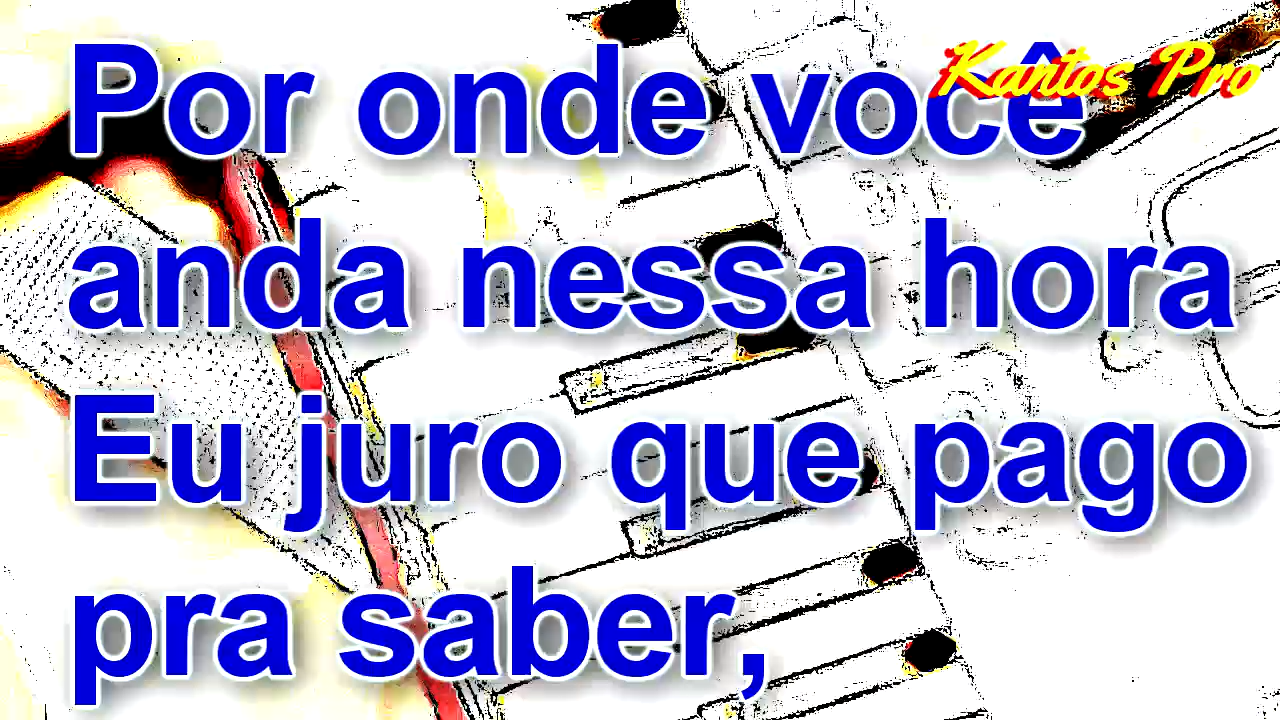 Kantos Pro
Por onde você
anda nessa hora
Eu juro que pago
pra saber,